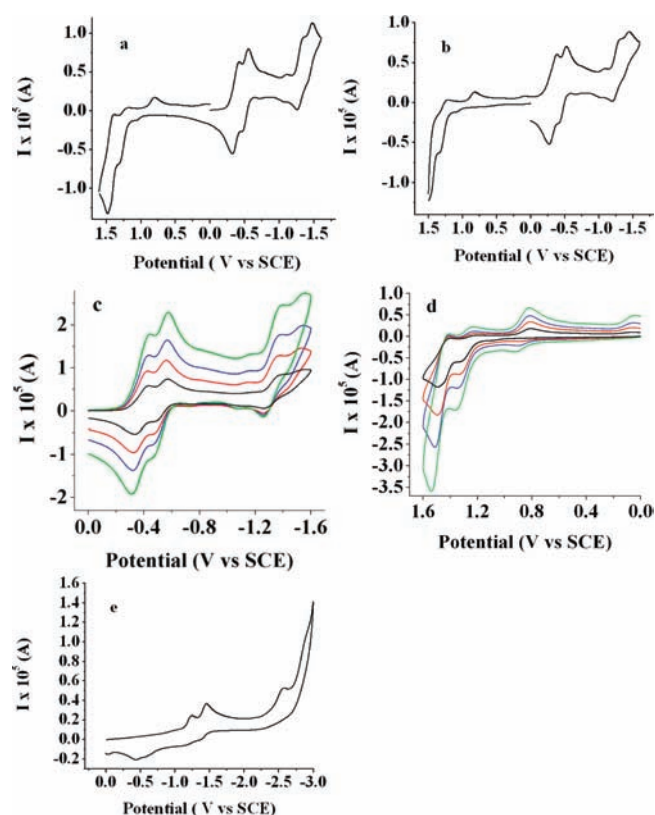 a
I x 10⁵ (A)
1.0
0.5
0.0
-0.5
-1.0
1.5 1.0 0.5 0.0 -0.5 -1.0 -1.5
Potential ( V vs SCE)
b
I x 10⁵ (A)
1.0
0.5
0.0
-0.5
-1.0
1.5 1.0 0.5 0.0 -0.5 -1.0 -1.5
Potential ( V vs SCE)
c
I x 10⁵ (A)
2
1
0
-1
-2
0.0 -0.4 -0.8 -1.2 -1.6
Potential (V vs SCE)
d
I x 10⁵ (A)
1.0
0.5
0.0
-0.5
-1.0
-1.5
-2.0
-2.5
-3.0
-3.5
1.6 1.2 0.8 0.4 0.0
Potential (V vs SCE)
e
I x 10⁵ (A)
1.6
1.4
1.2
1.0
0.8
0.6
0.4
0.2
0.0
-0.2
0.0 -0.5 -1.0 -1.5 -2.0 -2.5 -3.0
Potential (V vs SCE)